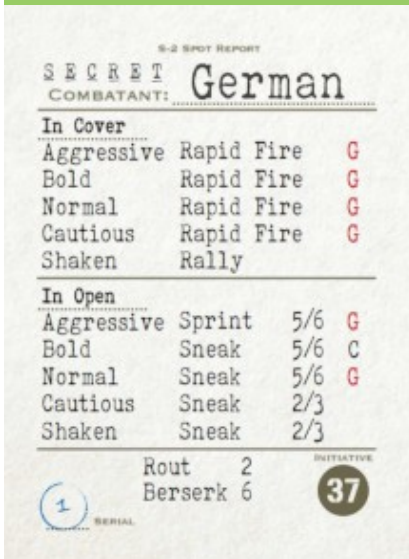 S-2 Spot Report
SECRET
Combatant: German
In Cover
Aggressive Rapid Fire G
Bold Rapid Fire G
Normal Rapid Fire G
Cautious Rapid Fire G
Shaken Rally
In Open
Aggressive Sprint 5/6 G
Bold Sneak 5/6 C
Normal Sneak 5/6 G
Cautious Sneak 2/3
Shaken Sneak 2/3
Rout 2
Berserk 6
Initiative
37
1
Serial